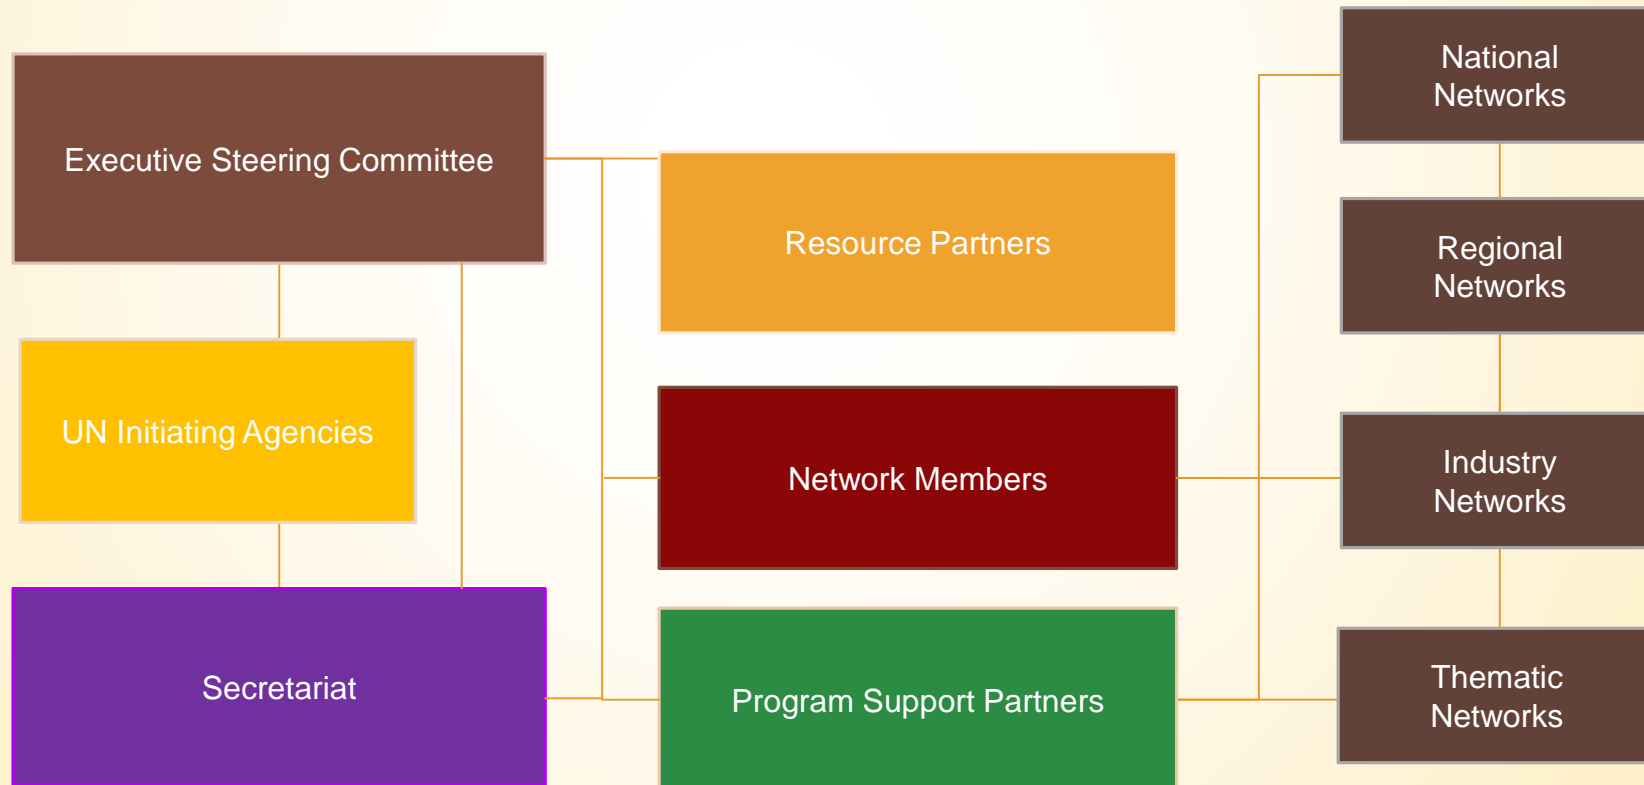 Executive Steering Committee
UN Initiating Agencies
Secretariat
Resource Partners
Network Members
Program Support Partners
National
Networks
Regional
Networks
Industry
Networks
Thematic
Networks